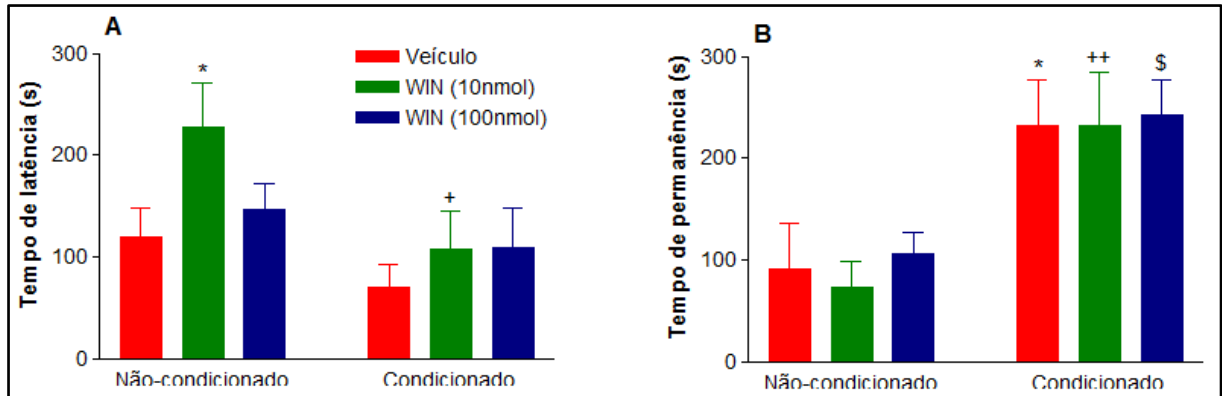 A
Tempo de latência (s)
300
200
100
0
*
+
Veículo
WIN (10nmol)
WIN (100nmol)
Não-condicionado
Condicionado
B
Tempo de permanência (s)
300
200
100
0
*
++
$
Não-condicionado
Condicionado